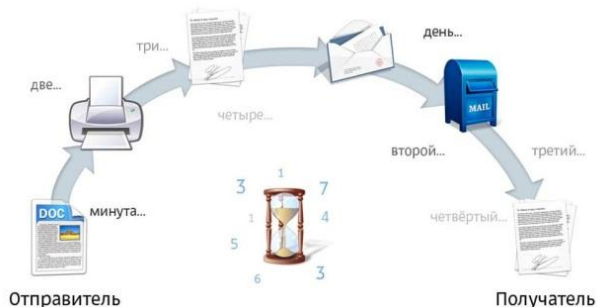 три...
день...
две...
четыре...
MAIL
второй...
третий...
DOC
минута...
четвёртый...
1
3
7
1
4
5
6
3
Отправитель
Получатель